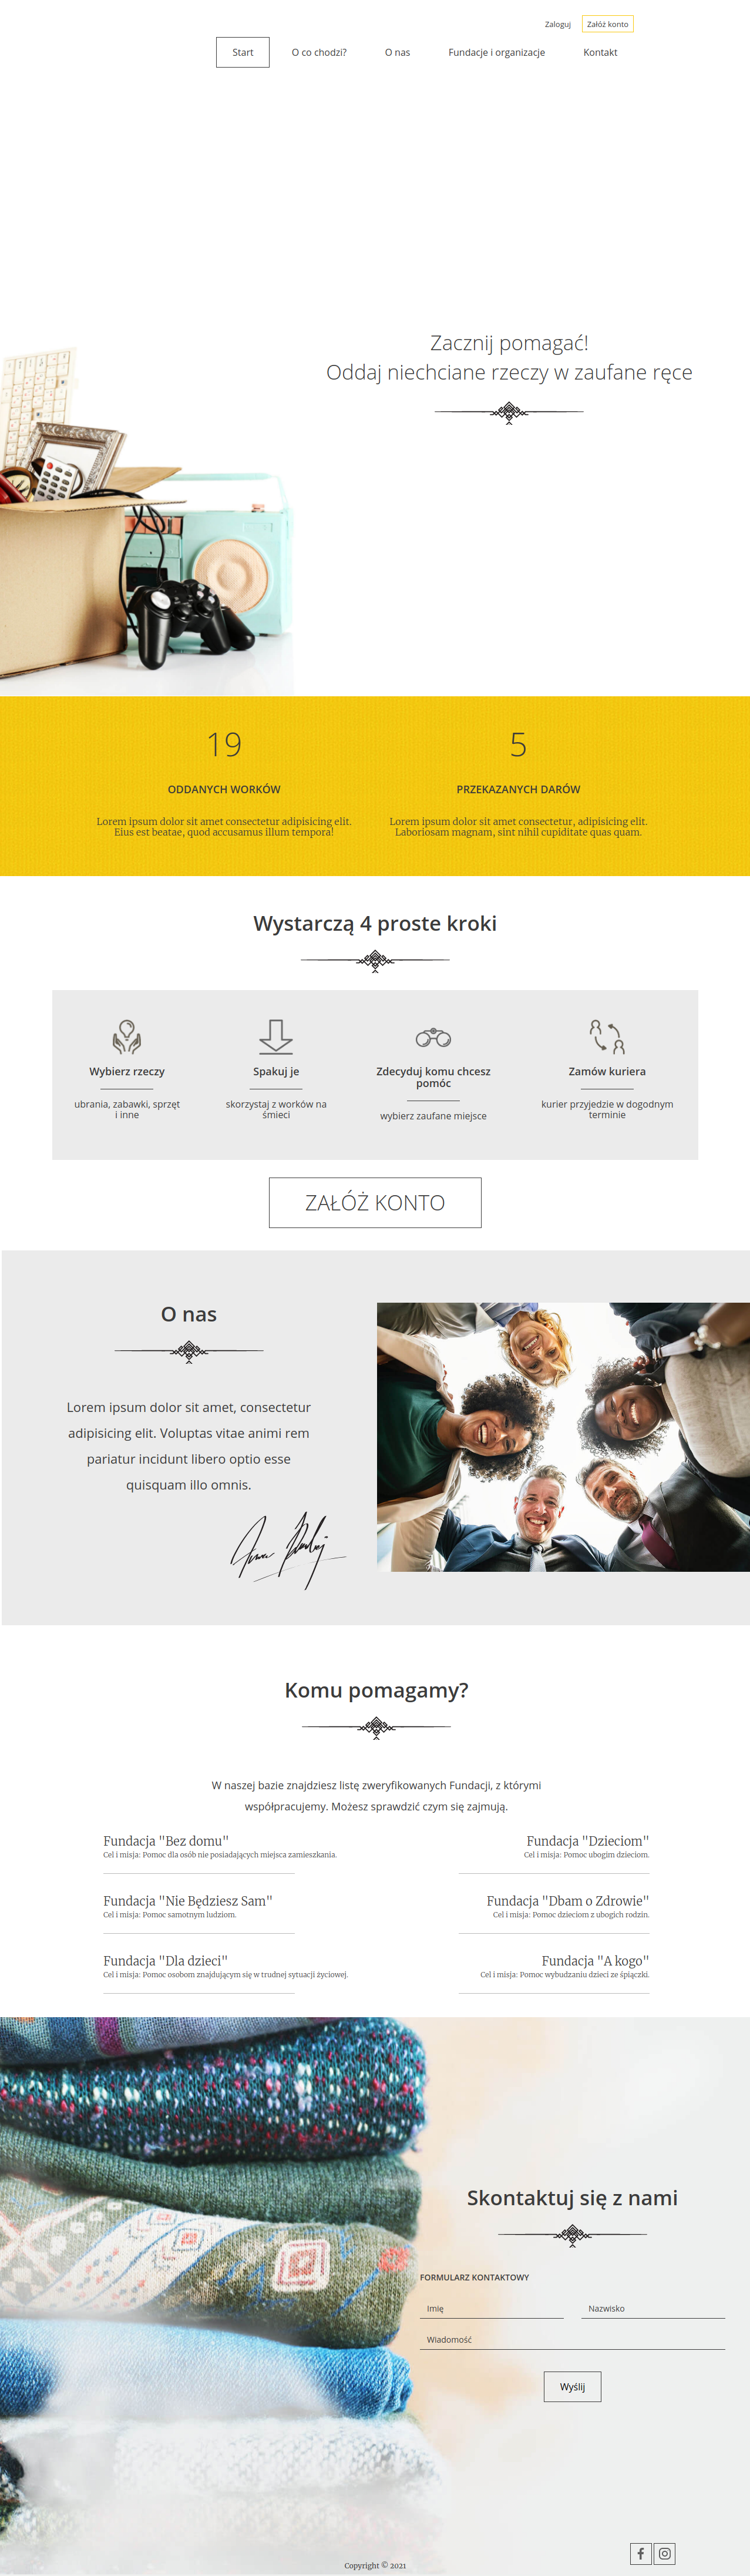 Zaloguj
Załóż konto
Start
O co chodzi?
O nas
Fundacje i organizacje
Kontakt
Zacznij pomagać!
Oddaj niechciane rzeczy w zaufane ręce
19
ODDANYCH WORKÓW
Lorem ipsum dolor sit amet consectetur adipisicing elit.
Eius est beatae, quod accusamus illum tempora!
5
PRZEKAZANYCH DARÓW
Lorem ipsum dolor sit amet consectetur, adipisicing elit.
Laboriosam magnam, sint nihil cupiditate quas quam.
Wystarczą 4 proste kroki
Wybierz rzeczy
ubrania, zabawki, sprzęt
i inne
Spakuj je
skorzystaj z worków na
śmieci
Zdecyduj komu chcesz
pomóc
wybierz zaufane miejsce
Zamów kuriera
kurier przyjedzie w dogodnym
terminie
ZAŁÓŻ KONTO
O nas
Lorem ipsum dolor sit amet, consectetur
adipisicing elit. Voluptas vitae animi rem
pariatur incidunt libero optio esse
quisquam illo omnis.
Komu pomagamy?
W naszej bazie znajdziesz listę zweryfikowanych Fundacji, z którymi
współpracujemy. Możesz sprawdzić czym się zajmują.
Fundacja "Bez domu"
Cel i misja: Pomoc dla osób nie posiadających miejsca zamieszkania.
Fundacja "Dzieciom"
Cel i misja: Pomoc ubogim dzieciom.
Fundacja "Nie Będziesz Sam"
Cel i misja: Pomoc samotnym ludziom.
Fundacja "Dbam o Zdrowie"
Cel i misja: Pomoc dzieciom z ubogich rodzin.
Fundacja "Dla dzieci"
Cel i misja: Pomoc osobom znajdującym się w trudnej sytuacji życiowej.
Fundacja "A kogo"
Cel i misja: Pomoc wybudzaniu dzieci ze śpiączki.
Skontaktuj się z nami
FORMULARZ KONTAKTOWY
Imię
Nazwisko
Wiadomość
Wyślij
Copyright © 2021